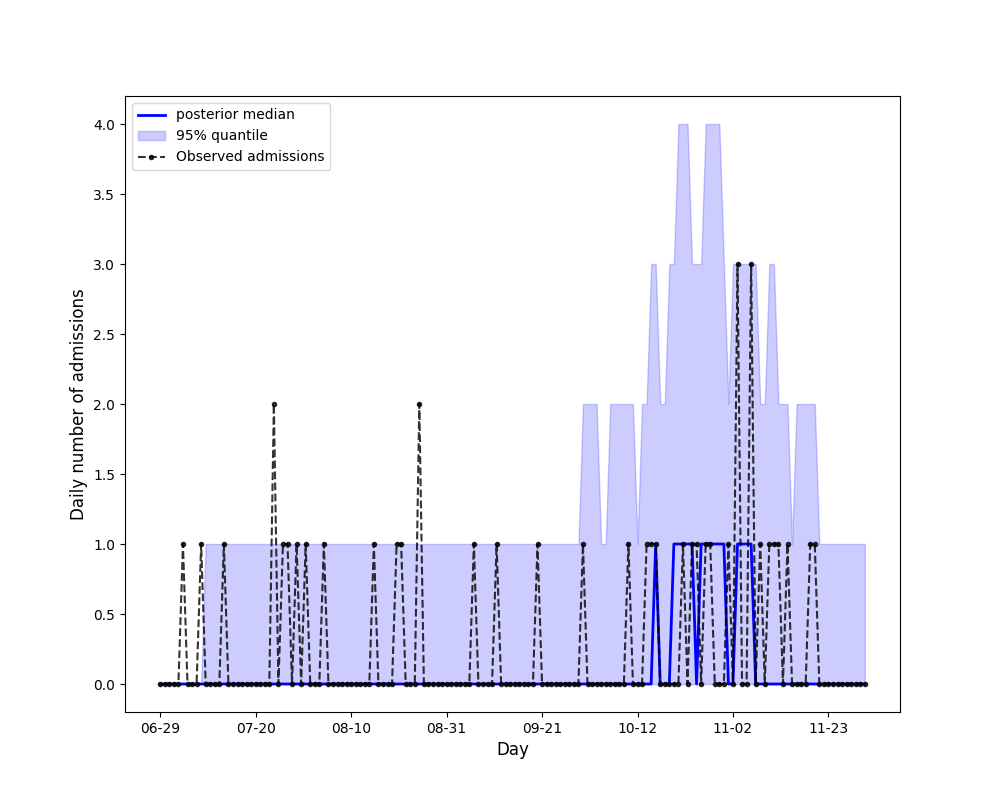 posterior median
95% quantile
Observed admissions
4.0
3.5
3.0
2.5
2.0
1.5
1.0
0.5
0.0
Daily number of admissions
06-29 07-20 08-10 08-31 09-21 10-12 11-02 11-23
Day